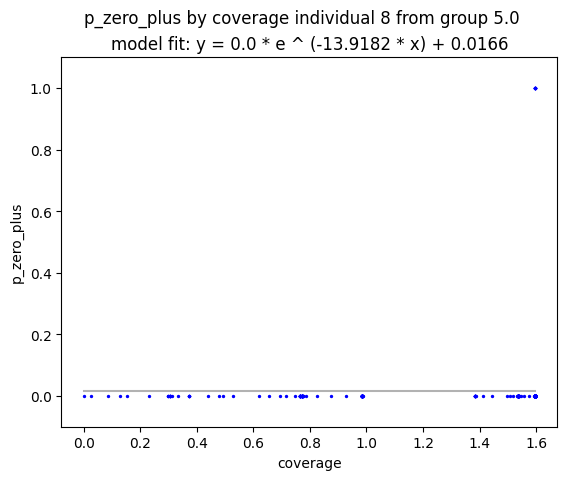 p_zero_plus by coverage individual 8 from group 5.0
model fit: y = 0.0 * e ^ (-13.9182 * x) + 0.0166
1.0
0.8
0.6
0.4
0.2
0.0
p_zero_plus
0.0 0.2 0.4 0.6 0.8 1.0 1.2 1.4 1.6
coverage